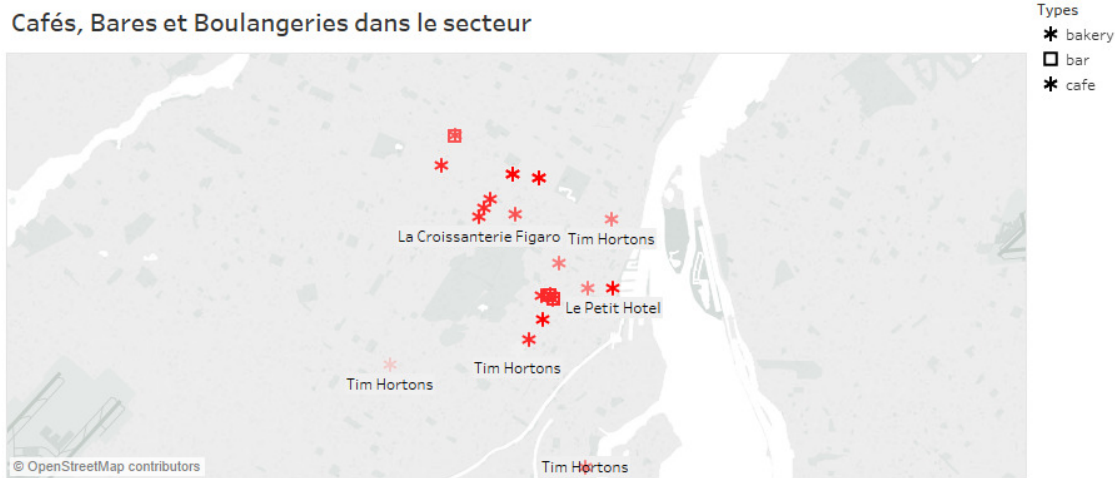 Cafés, Bares et Boulangeries dans le secteur
Types
bakery
bar
cafe
La Croissanterie Figaro
Tim Hortons
Le Petit Hotel
Tim Hortons
Tim Hortons
Tim Hortons
© OpenStreetMap contributors